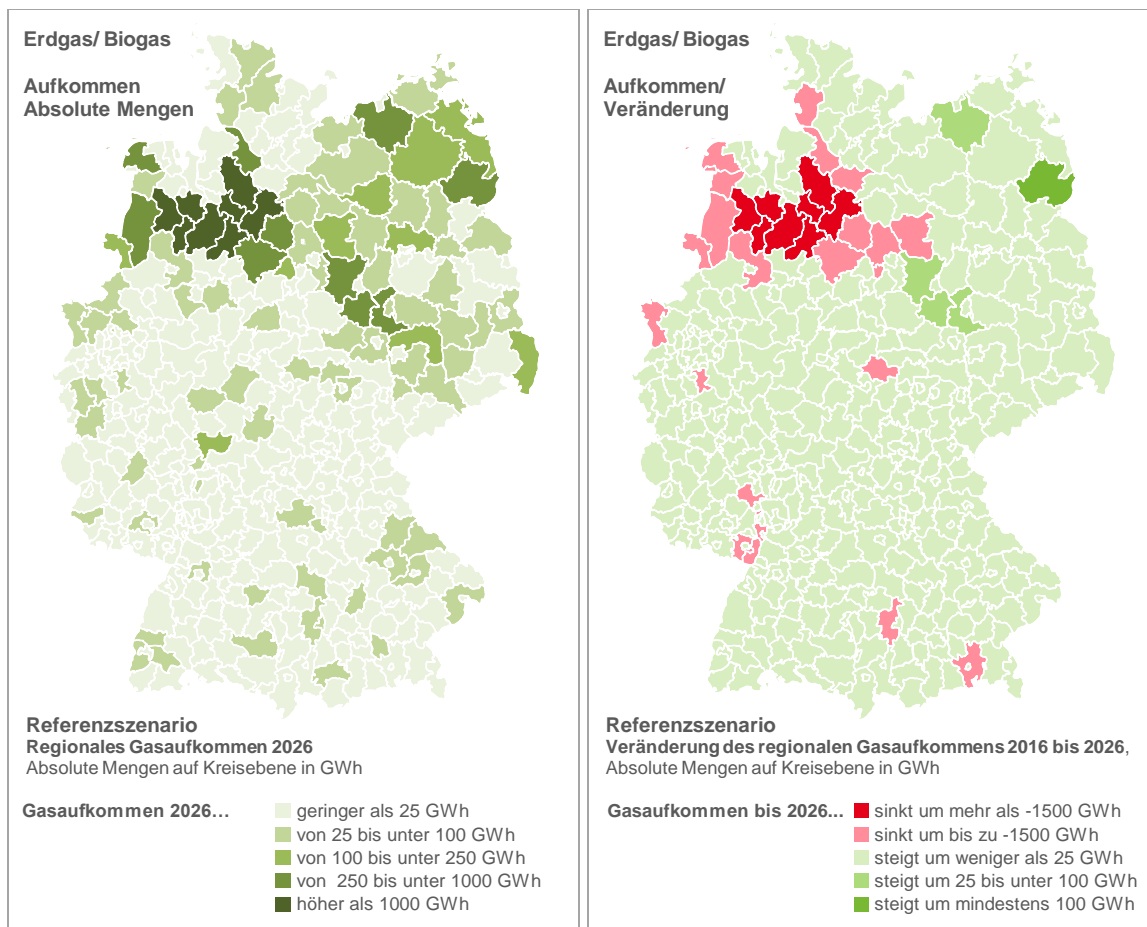 Erdgas/ Biogas
Aufkommen
Absolute Mengen
Referenzszenario
Regionales Gasaufkommen 2026
Absolute Mengen auf Kreisebene in GWh
Gasaufkommen 2026...
geringer als 25 GWh
von 25 bis unter 100 GWh
von 100 bis unter 250 GWh
von 250 bis unter 1000 GWh
höher als 1000 GWh
Erdgas/ Biogas
Aufkommen/
Veränderung
Referenzszenario
Veränderung des regionalen Gasaufkommens 2016 bis 2026,
Absolute Mengen auf Kreisebene in GWh
Gasaufkommen bis 2026...
sinkt um mehr als -1500 GWh
sinkt um bis zu -1500 GWh
steigt um weniger als 25 GWh
steigt um 25 bis unter 100 GWh
steigt um mindestens 100 GWh